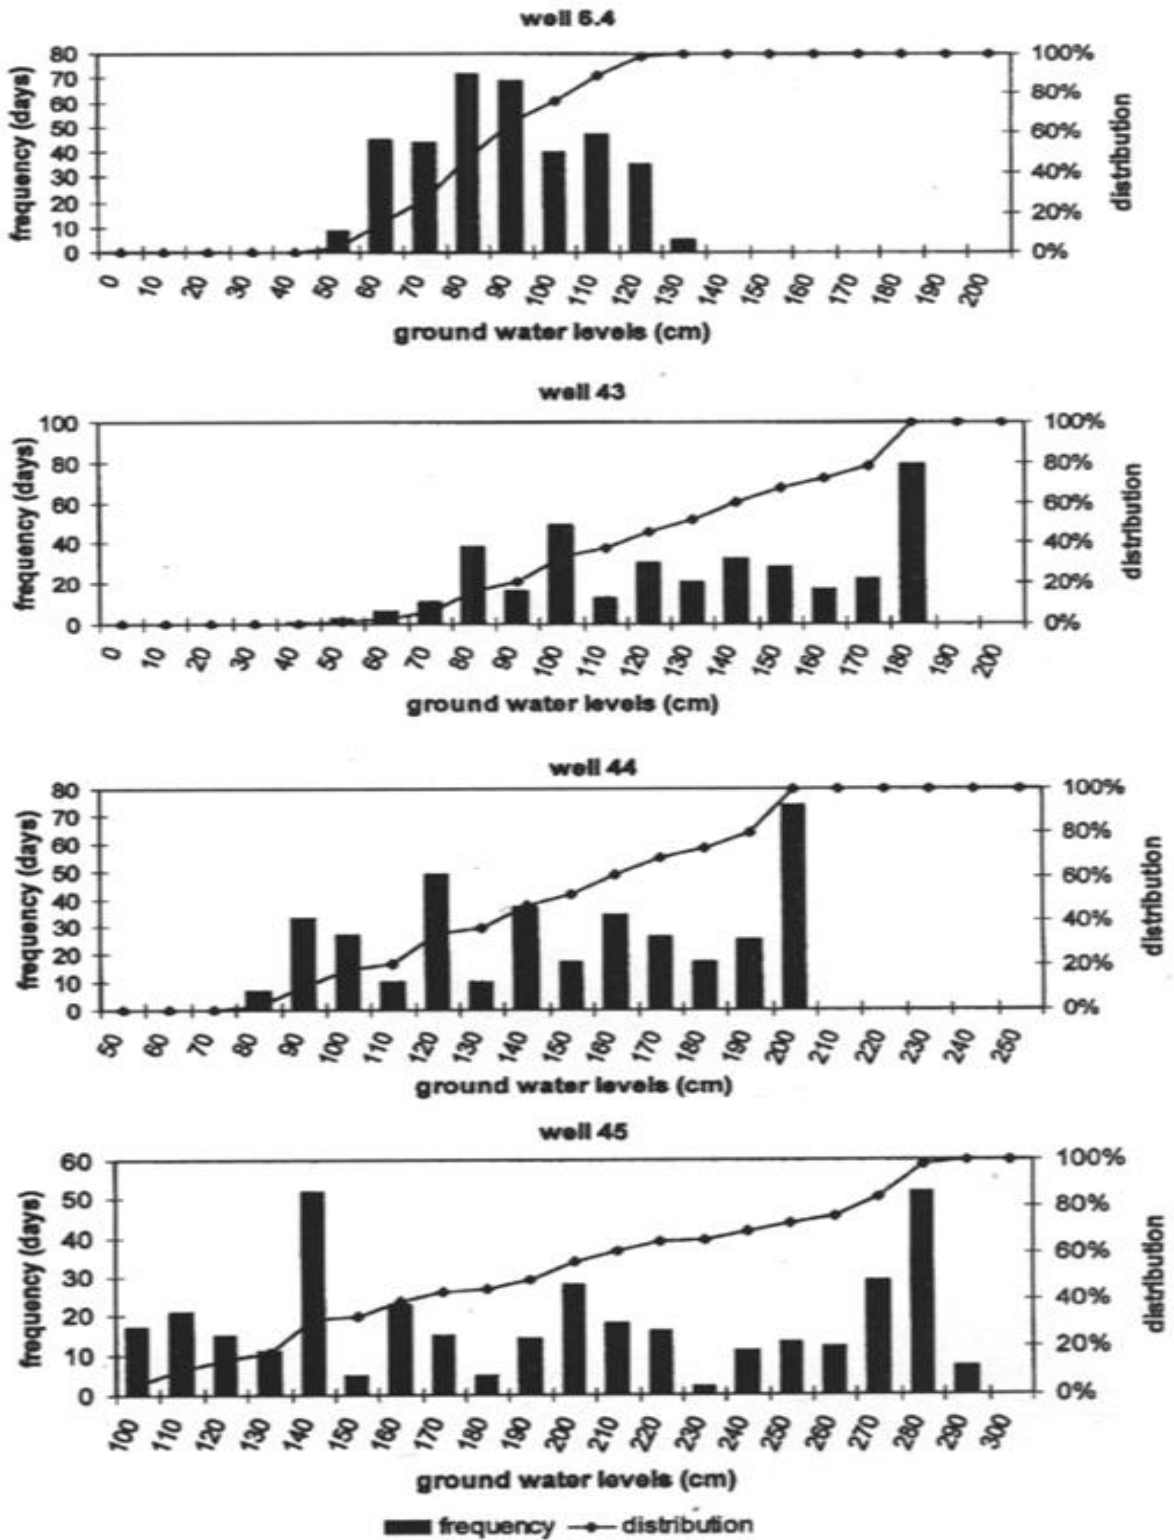 well 6.4
80 100%
70
60 80%
50 60%
40
30 40%
20 20%
10
0 0%
frequency (days)
distribution
0 10 20 30 40 50 60 70 80 90 100 110 120 130 140 150 160 170 180 190 200
ground water levels (cm)
well 43
100 100%
80 80%
60 60%
40 40%
20 20%
0 0%
frequency (days)
distribution
0 10 20 30 40 50 60 70 80 90 100 110 120 130 140 150 160 170 180 190 200
ground water levels (cm)
well 44
80 100%
70
60 80%
50 60%
40
30 40%
20 20%
10
0 0%
frequency (days)
distribution
50 60 70 80 90 100 110 120 130 140 150 160 170 180 190 200 210 220 230 240 250
ground water levels (cm)
well 45
60 100%
50 80%
40 60%
30
20 40%
10 20%
0 0%
frequency (days)
distribution
100 110 120 130 140 150 160 170 180 190 200 210 220 230 240 250 260 270 280 290 300
ground water levels (cm)
frequency distribution